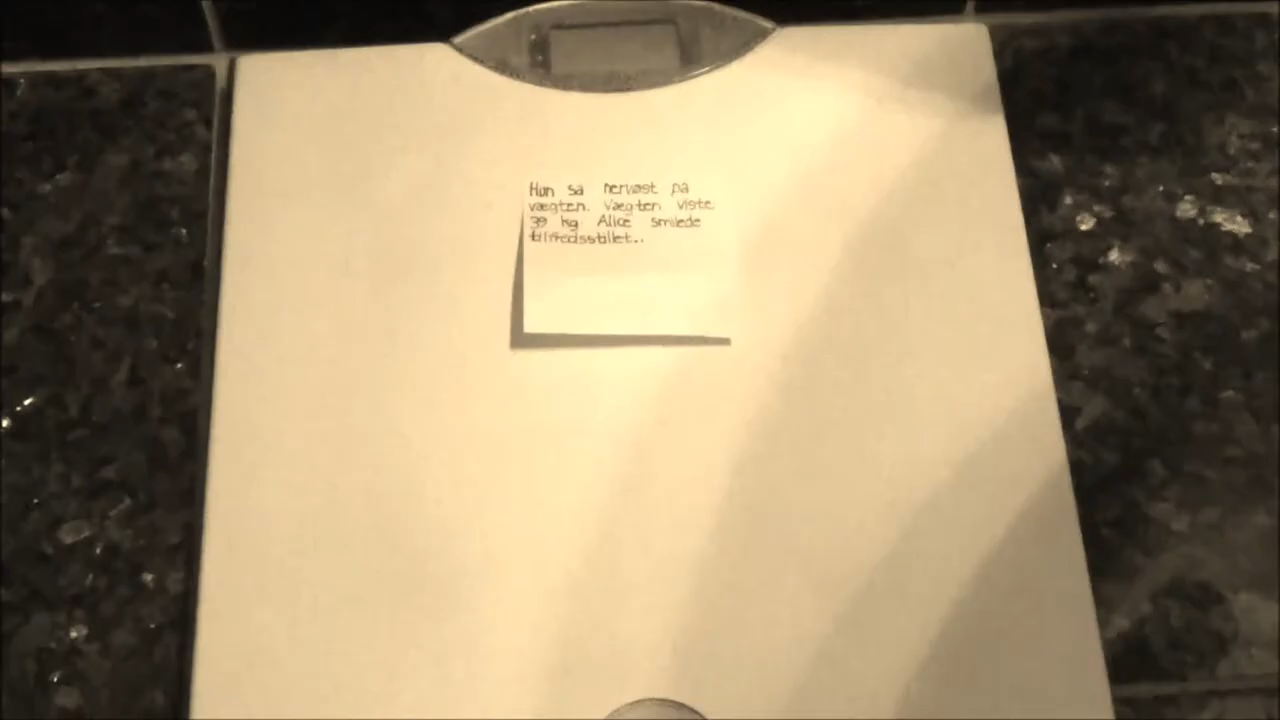 Hun så nervøst på
vægten. Vægten viste
39 kg. Alice smilede
tilfredsstillet..